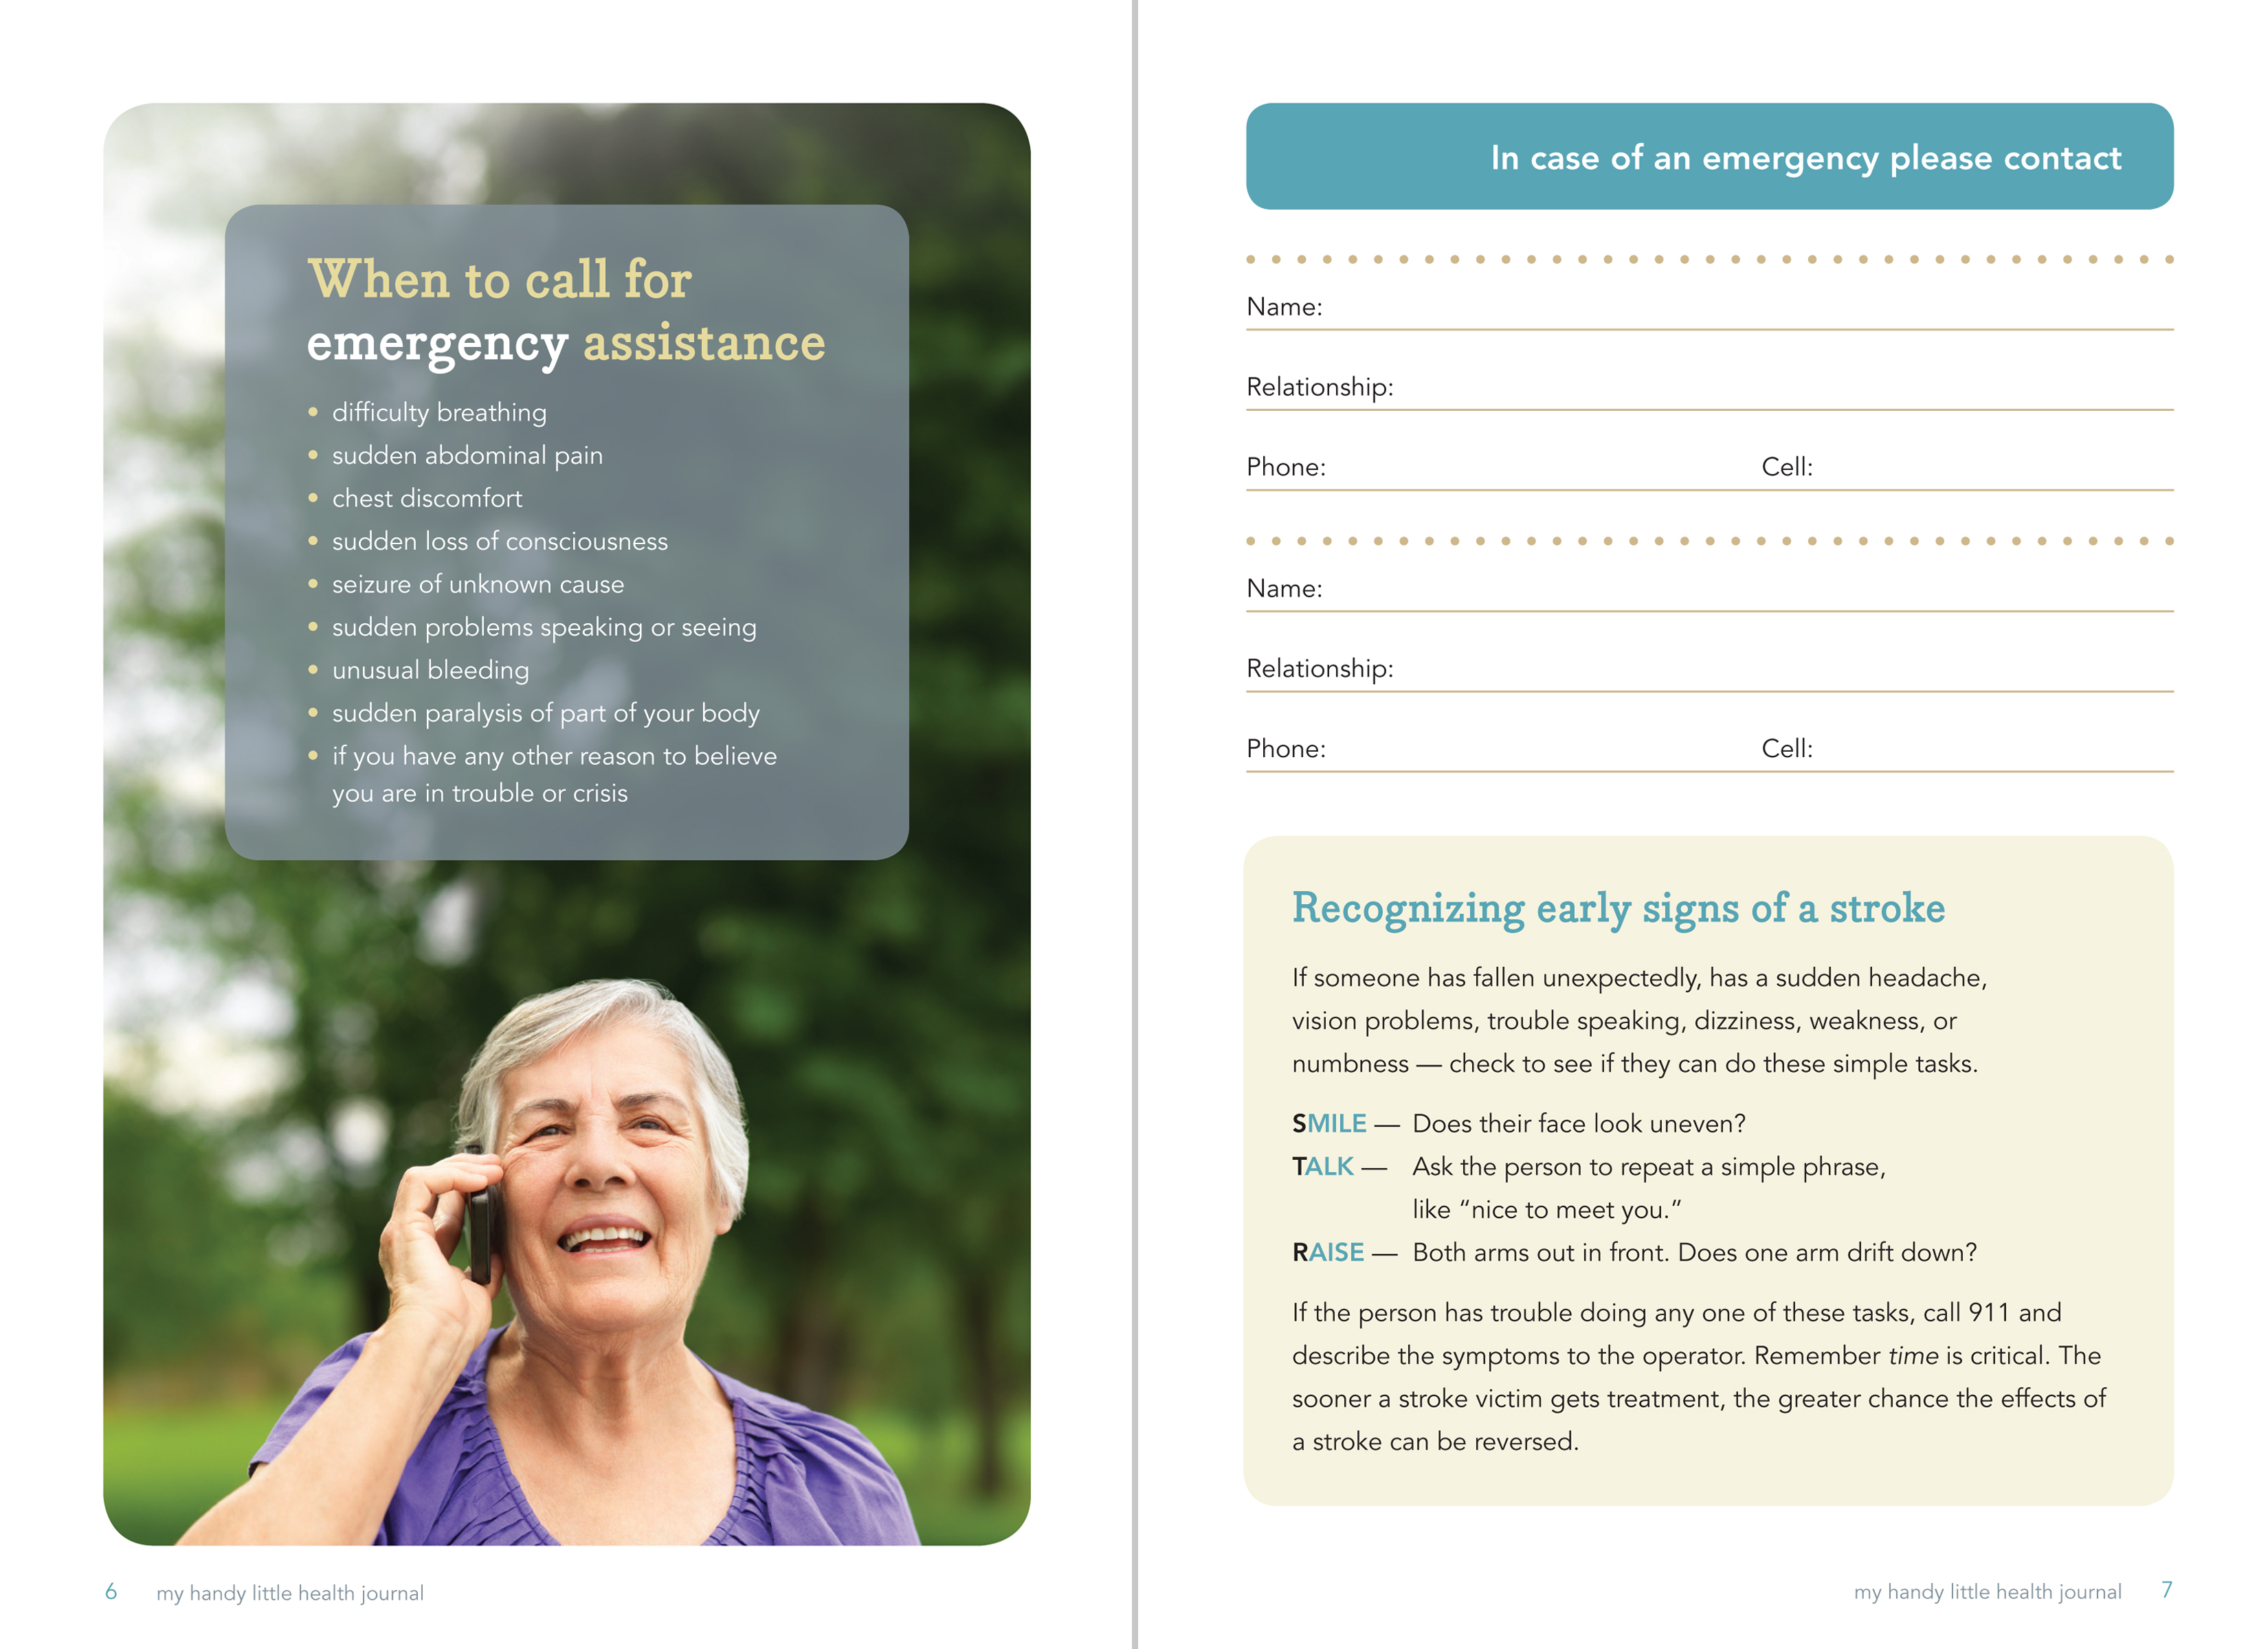 When to call for
emergency assistance
• difficulty breathing
• sudden abdominal pain
• chest discomfort
• sudden loss of consciousness
• seizure of unknown cause
• sudden problems speaking or seeing
• unusual bleeding
• sudden paralysis of part of your body
• if you have any other reason to believe
you are in trouble or crisis
6 my handy little health journal
In case of an emergency please contact
Name:
Relationship:
Phone: Cell:
Name:
Relationship:
Phone: Cell:
Recognizing early signs of a stroke
If someone has fallen unexpectedly, has a sudden headache,
vision problems, trouble speaking, dizziness, weakness, or
numbness — check to see if they can do these simple tasks.
SMILE — Does their face look uneven?
TALK — Ask the person to repeat a simple phrase,
like “nice to meet you.”
RAISE — Both arms out in front. Does one arm drift down?
If the person has trouble doing any one of these tasks, call 911 and
describe the symptoms to the operator. Remember time is critical. The
sooner a stroke victim gets treatment, the greater chance the effects of
a stroke can be reversed.
my handy little health journal 7